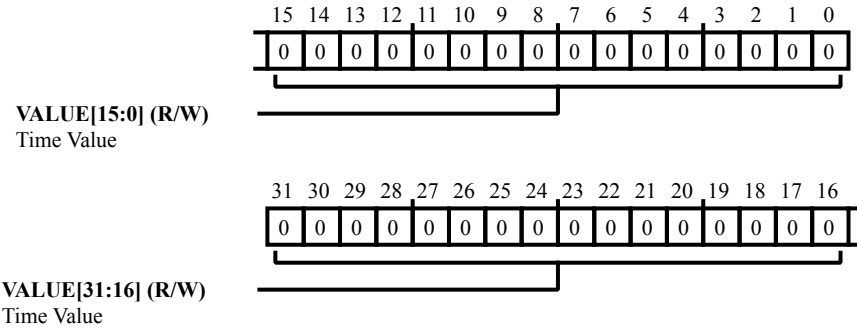 15 14 13 12 11 10 9 8 7 6 5 4 3 2 1 0
0 0 0 0 0 0 0 0 0 0 0 0 0 0 0 0
VALUE[15:0] (R/W)
Time Value
31 30 29 28 27 26 25 24 23 22 21 20 19 18 17 16
0 0 0 0 0 0 0 0 0 0 0 0 0 0 0 0
VALUE[31:16] (R/W)
Time Value